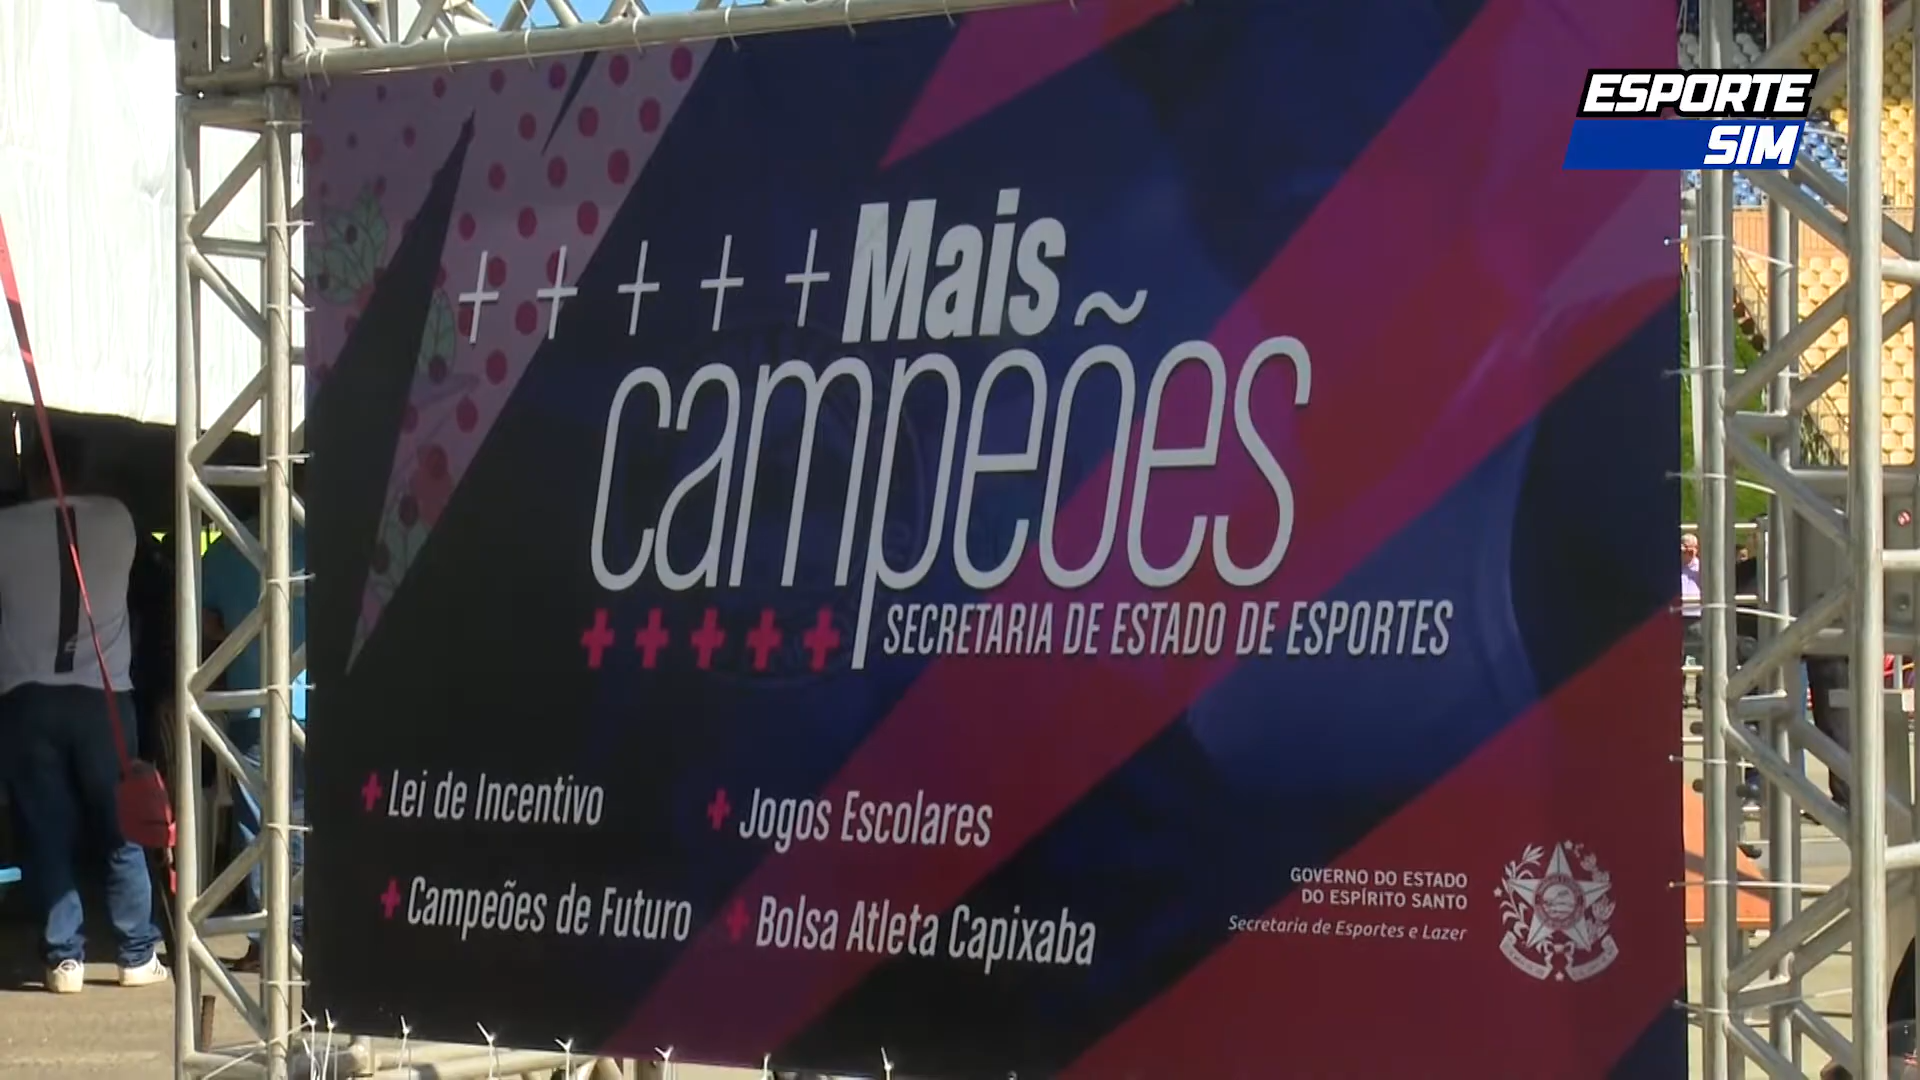 ESPORTE
SIM
+ + + + + Mais
campeões
+ + + + + SECRETARIA DE ESTADO DE ESPORTES
+ Lei de Incentivo
+ Jogos Escolares
+ Campeões de Futuro
+ Bolsa Atleta Capixaba
GOVERNO DO ESTADO
DO ESPÍRITO SANTO
Secretaria de Esportes e Lazer